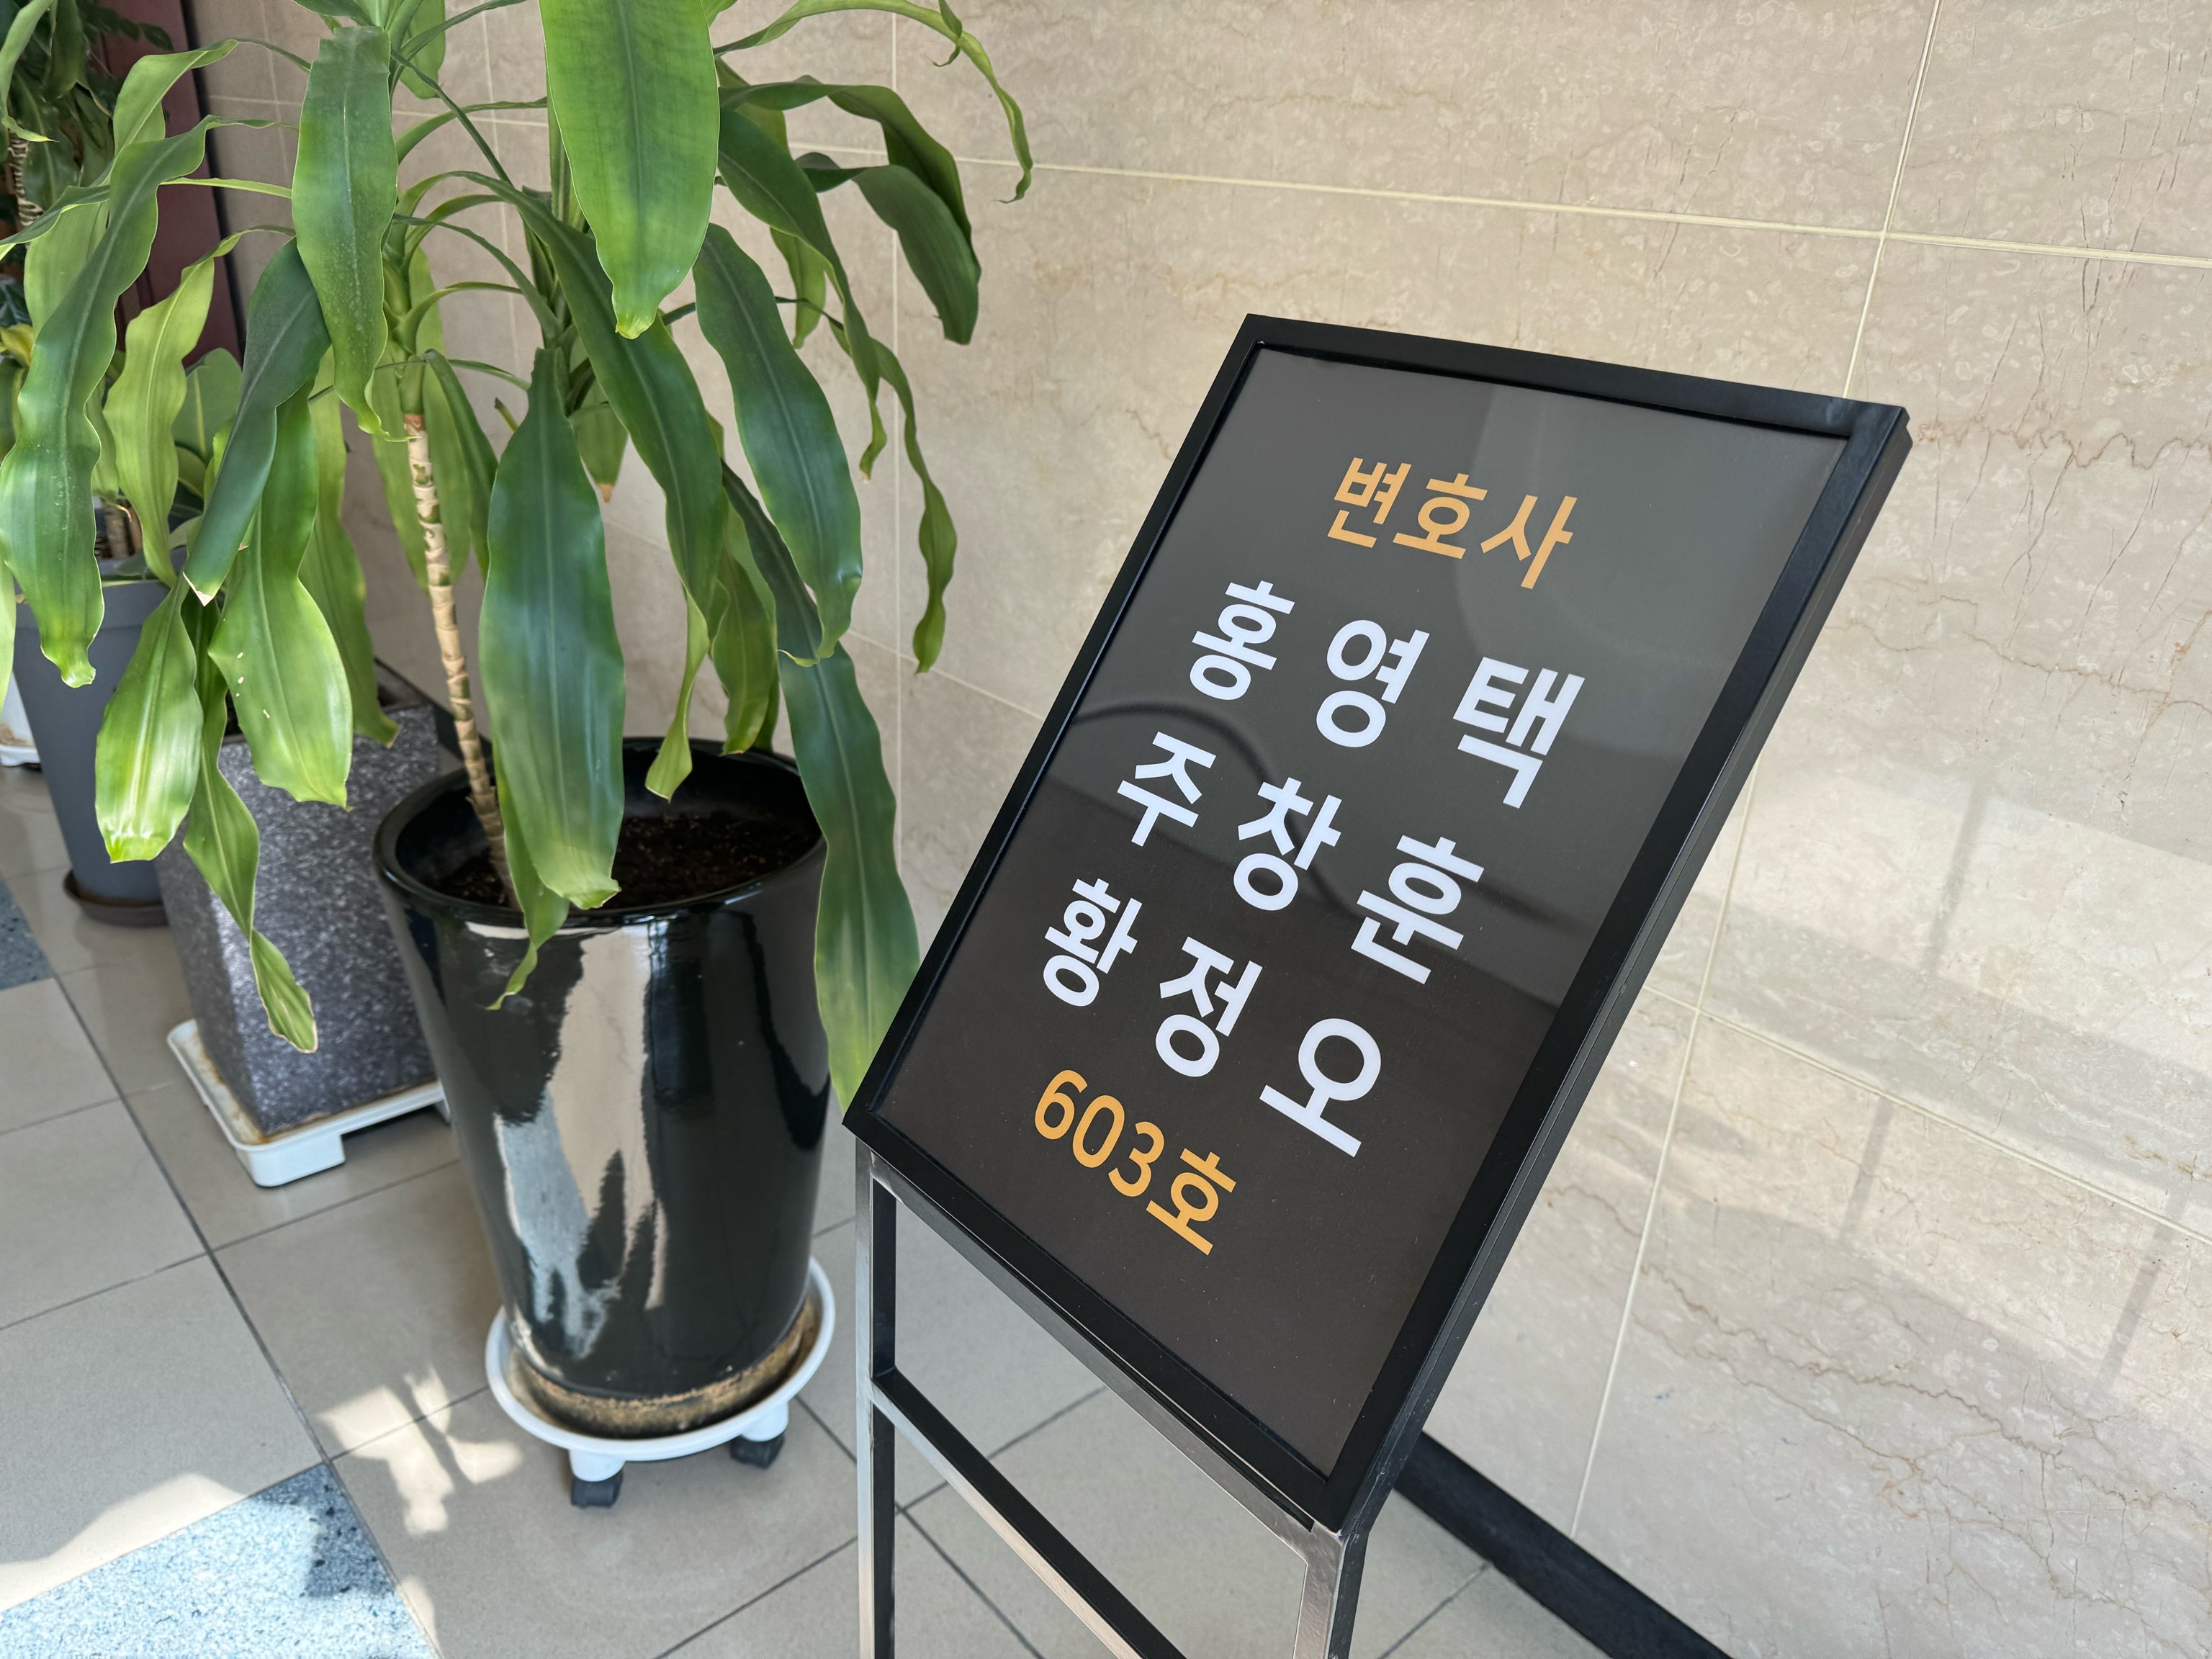 변호사
홍 영 택
주 창 훈
황 정 오
603호